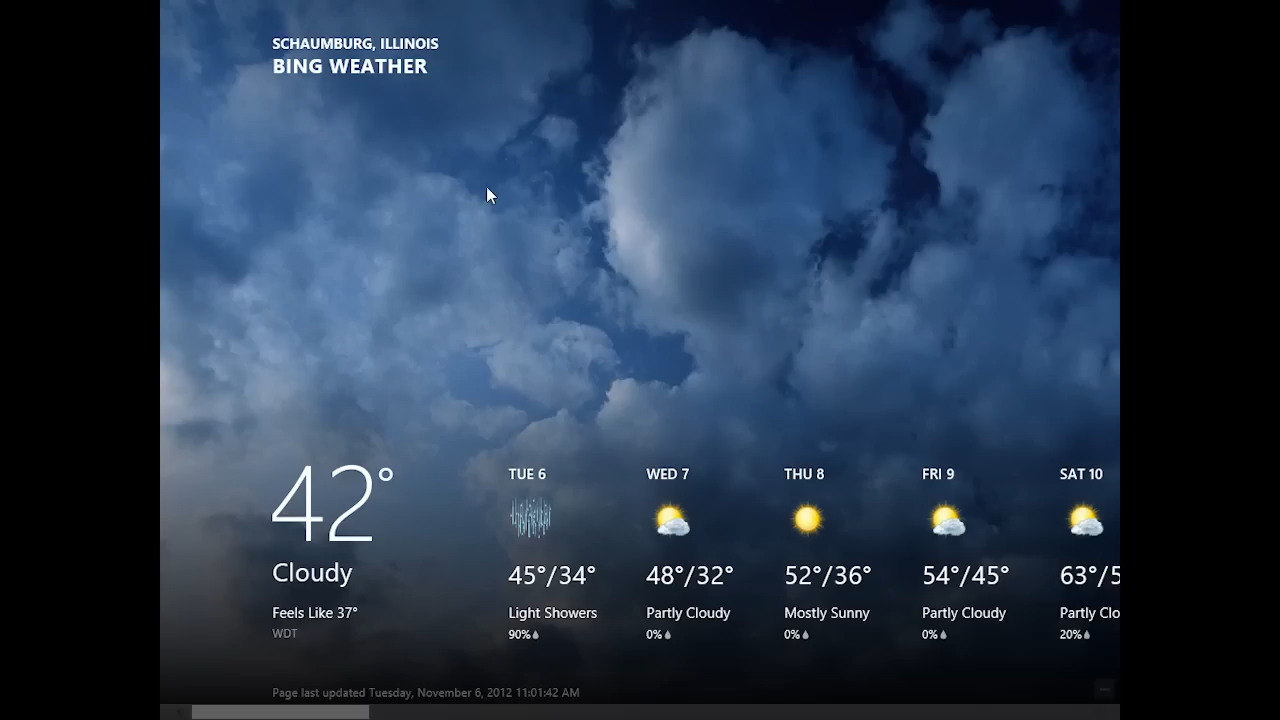 SCHAUMBURG, ILLINOIS
BING WEATHER
42°
Cloudy
Feels Like 37°
WDT
TUE 6
45°/34°
Light Showers
90%
WED 7
48°/32°
Partly Cloudy
0%
THU 8
52°/36°
Mostly Sunny
0%
FRI 9
54°/45°
Partly Cloudy
0%
SAT 10
63°/5
Partly Clo
20%
Page last updated Tuesday, November 6, 2012 11:01:42 AM